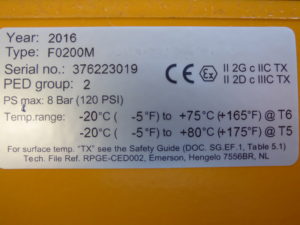 Year: 2016
Type: F0200M
Serial no.: 376223019
PED group: 2
PS max: 8 Bar (120 PSI)
CE Ex II 2G c IIC TX
II 2D c IIIC TX
Temp.range: -20°C ( -5°F) to +75°C (+165°F) @ T6
-20°C ( -5°F) to +80°C (+175°F) @ T5
For surface temp. "TX" see the Safety Guide (DOC. SG.EF.1, Table 5.1)
Tech. File Ref. RPGE-CED002, Emerson, Hengelo 7556BR, NL